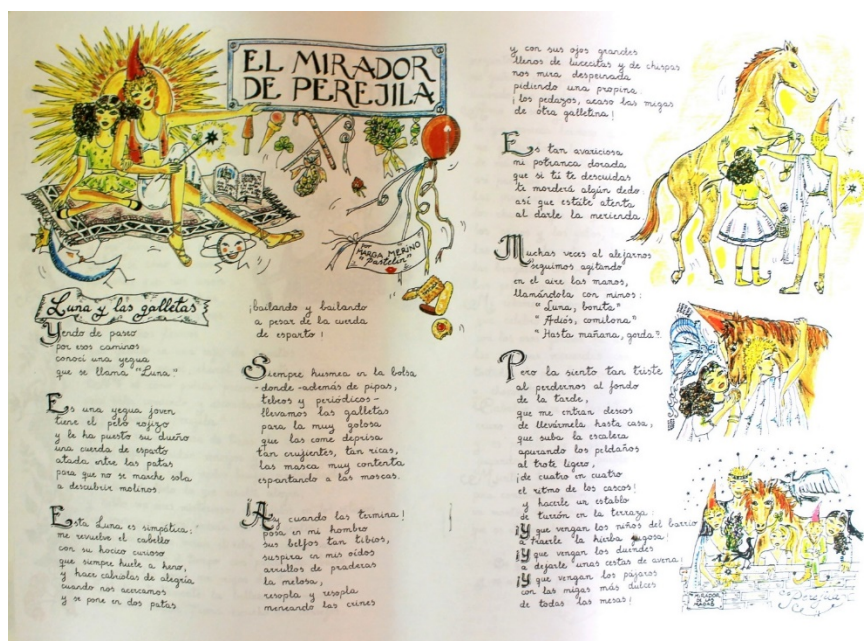 EL MIRADOR
DE PEREJILA
por
MARGA MERINO
"Pastelín"
Luna y las galletas
Yendo de paseo
por esos caminos
conocí una yegua
que se llama "Luna"
Es una yegua joven
tiene el pelo rojizo
y le ha puesto su dueño
una cuerda de esparto
atada entre las patas
para que no se marche sola
a descubrir molinos.
Esta Luna es simpática:
me revuelve el cabello
con su hocico curioso
que siempre huele a heno,
y hace cabriolas de alegría
cuando nos acercamos
y se pone en dos patas
¡bailando y bailando
a pesar de la cuerda
de esparto!
Siempre husmea en la bolsa
-donde -además de pipas,
tebeos y periódicos-
llevamos las galletas
para la muy golosa
que las come deprisa
tan crujientes, tan ricas,
las masca muy contenta
espantando a las moscas.
¡Ay cuando las termina!
posa en mi hombro
sus belfos tan tibios,
suspira en mis oídos
arrullos de praderas
la melosa,
resopla y resopla
meneando las crines
y con sus ojos grandes
llenos de lucecitas y de chispas
nos mira despeinada
pidiendo una propina.
¡los pedazos, acaso las migas
de otra galletina!
Es tan avariciosa
mi potranca dorada
que si tú te descuidas
te morderá algún dedo
así que estáte atenta
al darle la merienda.
Muchas veces al alejarnos
seguimos agitando
en el aire las manos,
llamándola con mimos:
"Luna, bonita"
"Adiós, comilona"
"Hasta mañana, gorda".
Pero la siento tan triste
al perdernos al fondo
de la tarde,
que me entran deseos
de llevármela hasta casa,
que suba la escalera
apurando los peldaños
al trote ligero,
¡de cuatro en cuatro
el ritmo de los cascos!
y hacerle un establo
de turrón en la terraza:
¡Y que vengan los niños del barrio
a traerle la hierba jugosa!
¡Y que vengan los duendes
a dejarle unas cestas de avena!
¡Y que vengan los pájaros
con las migas más dulces
de todas las mesas!
MIRADOR
DE LAS
Perejila